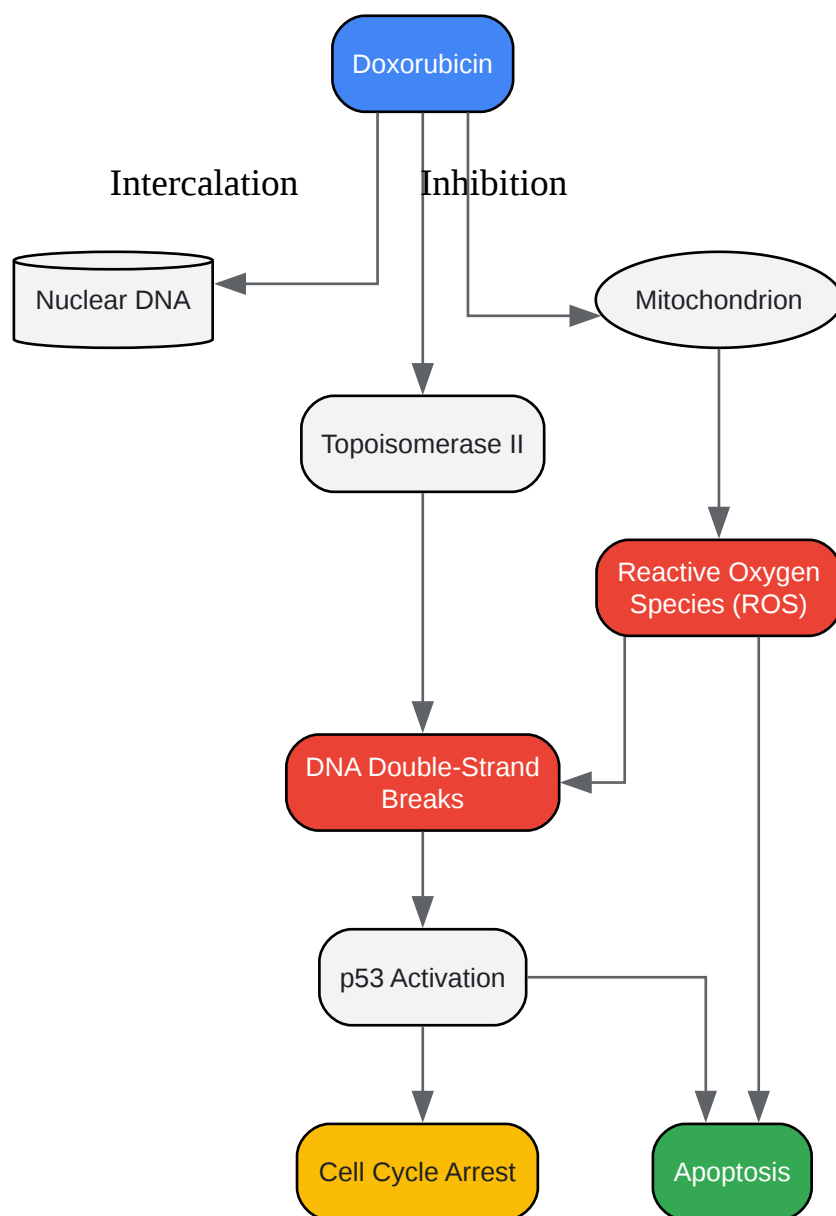 Doxorubicin
Intercalation
Inhibition
Nuclear DNA
Mitochondrion
Topoisomerase II
Reactive Oxygen
Species (ROS)
DNA Double-Strand
Breaks
p53 Activation
Cell Cycle Arrest
Apoptosis